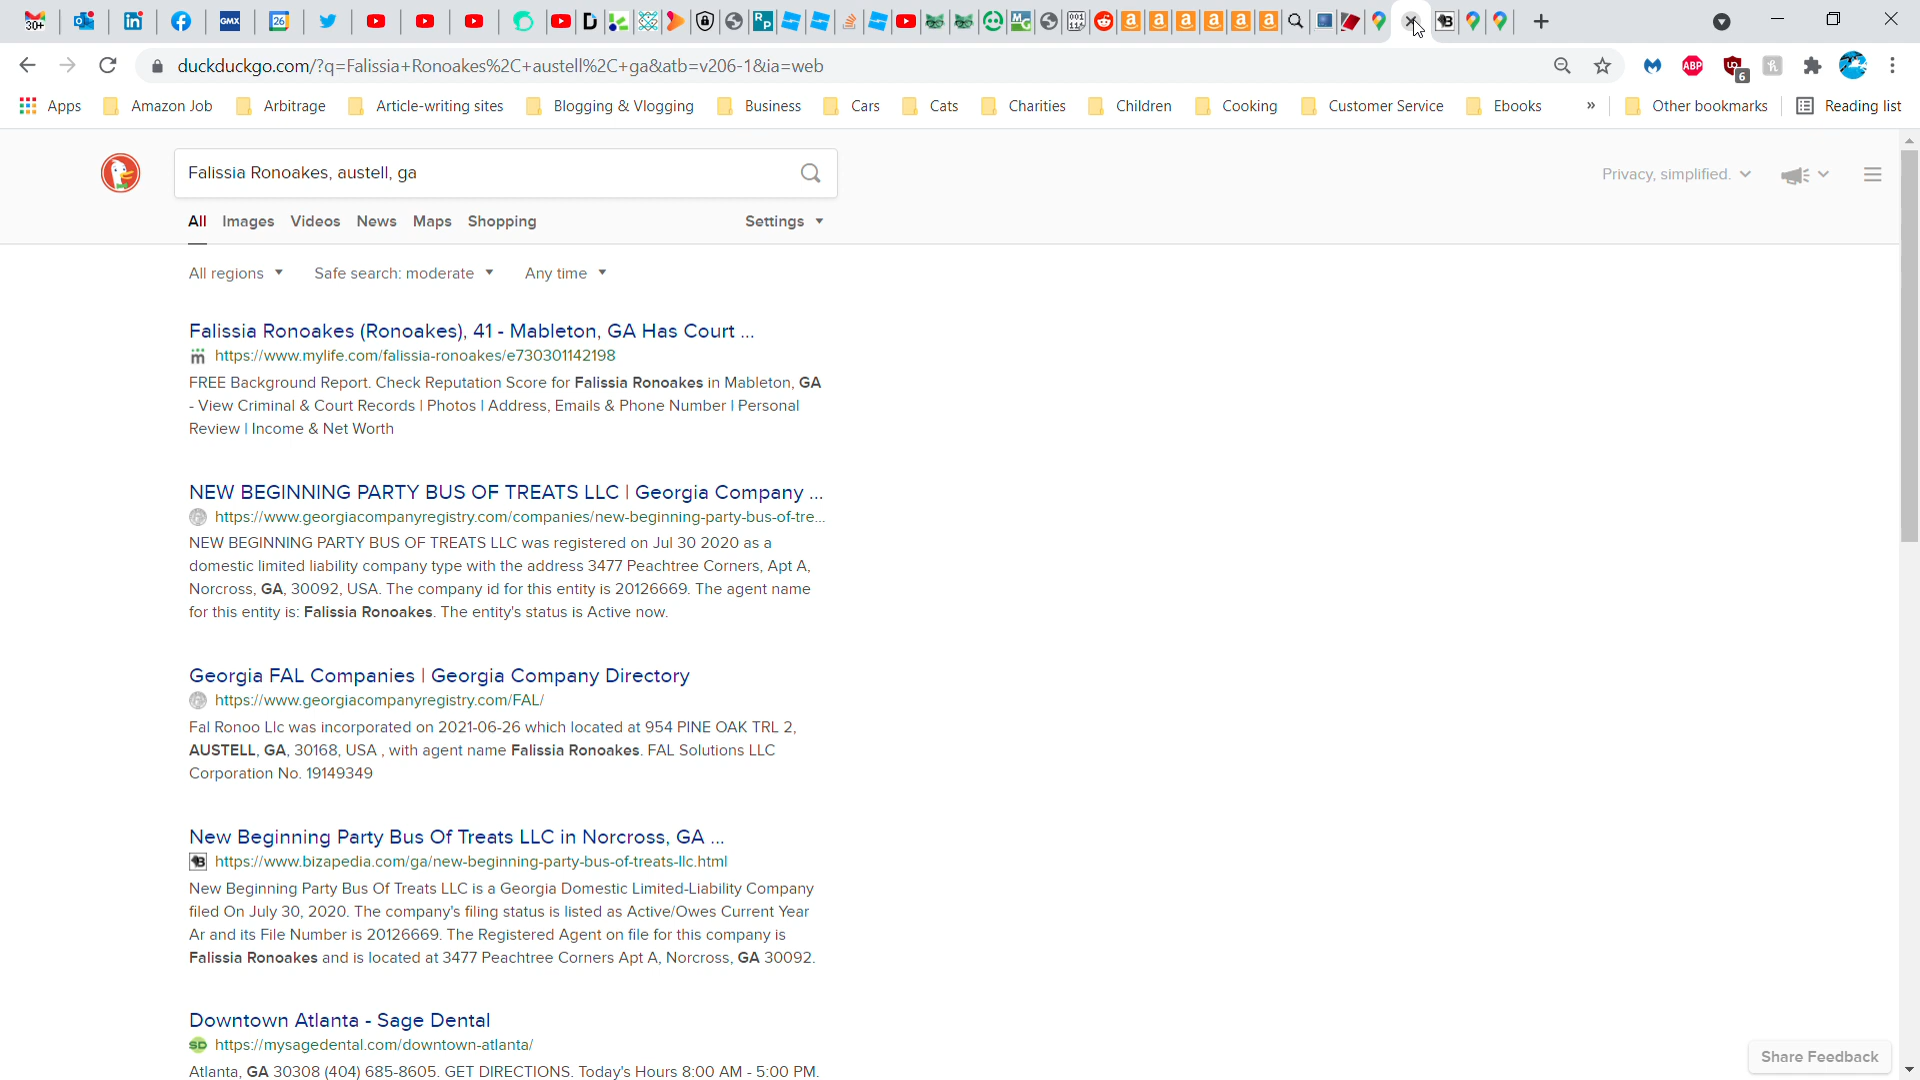 30+ GMX 26 RP MG 001 a a a a a a B
duckduckgo.com/?q=Falissia+Ronoakes%2C+austell%2C+ga&atb=v206-1&ia=web ABP 6
Apps Amazon Job Arbitrage Article-writing sites Blogging & Vlogging Business Cars Cats Charities Children Cooking Customer Service Ebooks » Other bookmarks Reading list
Falissia Ronoakes, austell, ga Privacy, simplified.
All Images Videos News Maps Shopping Settings
All regions Safe search: moderate Any time
Falissia Ronoakes (Ronoakes), 41 - Mableton, GA Has Court ...
https://www.mylife.com/falissia-ronoakes/e730301142198
FREE Background Report. Check Reputation Score for Falissia Ronoakes in Mableton, GA
- View Criminal & Court Records | Photos | Address, Emails & Phone Number | Personal
Review | Income & Net Worth
NEW BEGINNING PARTY BUS OF TREATS LLC | Georgia Company ...
https://www.georgiacompanyregistry.com/companies/new-beginning-party-bus-of-tre...
NEW BEGINNING PARTY BUS OF TREATS LLC was registered on Jul 30 2020 as a
domestic limited liability company type with the address 3477 Peachtree Corners, Apt A,
Norcross, GA, 30092, USA. The company id for this entity is 20126669. The agent name
for this entity is: Falissia Ronoakes. The entity's status is Active now.
Georgia FAL Companies | Georgia Company Directory
https://www.georgiacompanyregistry.com/FAL/
Fal Ronoo Llc was incorporated on 2021-06-26 which located at 954 PINE OAK TRL 2,
AUSTELL, GA, 30168, USA , with agent name Falissia Ronoakes. FAL Solutions LLC
Corporation No. 19149349
New Beginning Party Bus Of Treats LLC in Norcross, GA ...
B https://www.bizapedia.com/ga/new-beginning-party-bus-of-treats-llc.html
New Beginning Party Bus Of Treats LLC is a Georgia Domestic Limited-Liability Company
filed On July 30, 2020. The company's filing status is listed as Active/Owes Current Year
Ar and its File Number is 20126669. The Registered Agent on file for this company is
Falissia Ronoakes and is located at 3477 Peachtree Corners Apt A, Norcross, GA 30092.
Downtown Atlanta - Sage Dental
SD https://mysagedental.com/downtown-atlanta/
Atlanta, GA 30308 (404) 685-8605. GET DIRECTIONS. Today's Hours 8:00 AM - 5:00 PM.
Share Feedback